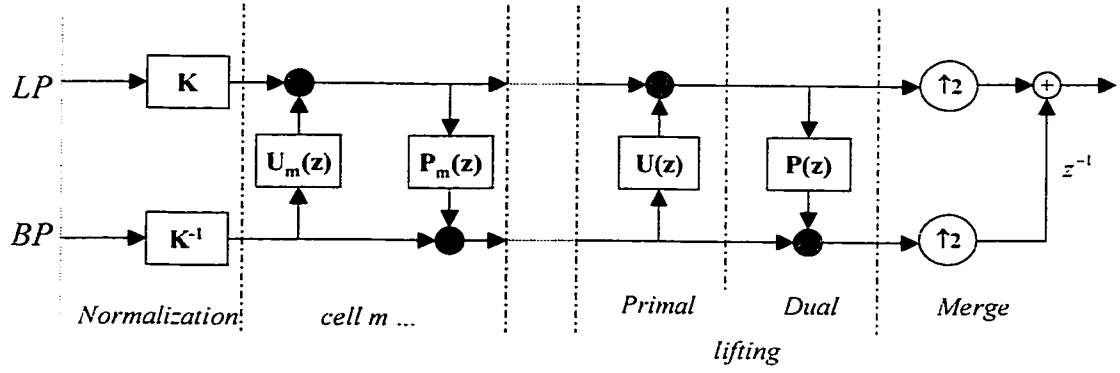 LP K ↑2 +
U_m(z) P_m(z) U(z) P(z) z^{-1}
BP K^{-1} ↑2
Normalization cell m ... Primal Dual Merge
lifting